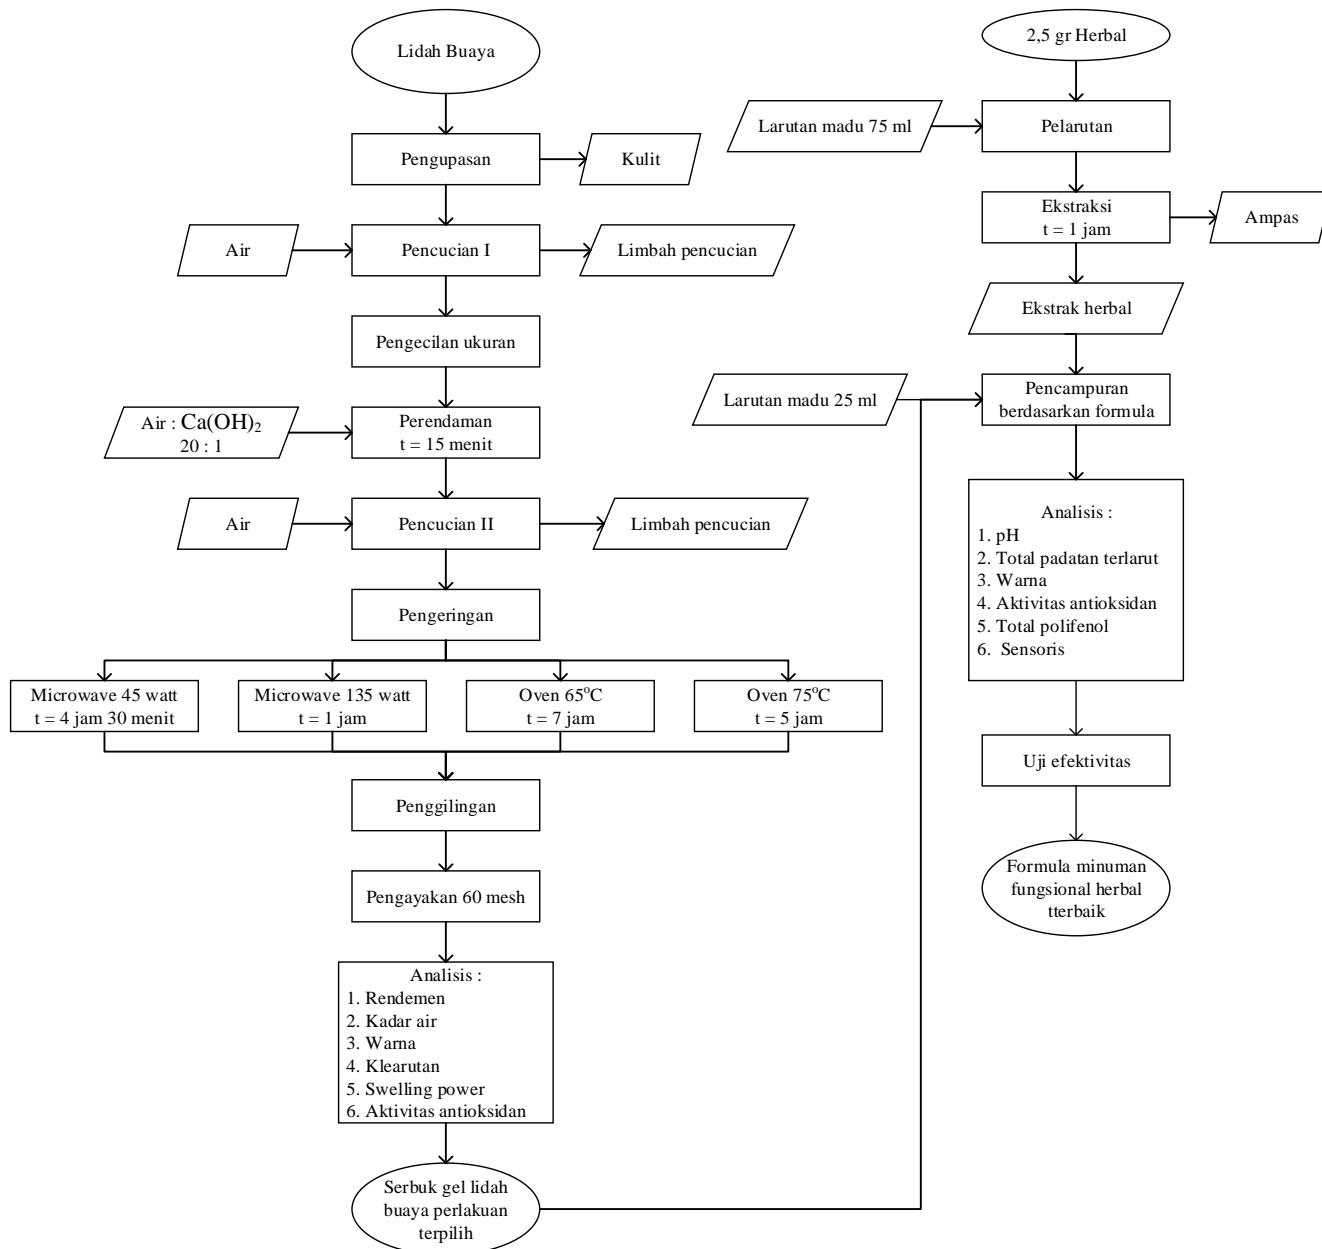 Lidah Buaya
Pengupasan
Kulit
Air
Pencucian I
Limbah pencucian
Pengecilan ukuran
Air : Ca(OH)₂
20 : 1
Perendaman
t = 15 menit
Air
Pencucian II
Limbah pencucian
Pengeringan
Microwave 45 watt
t = 4 jam 30 menit
Microwave 135 watt
t = 1 jam
Oven 65°C
t = 7 jam
Oven 75°C
t = 5 jam
Penggilingan
Pengayakan 60 mesh
Analisis :
1. Rendemen
2. Kadar air
3. Warna
4. Klearutan
5. Swelling power
6. Aktivitas antioksidan
Serbuk gel lidah
buaya perlakuan
terpilih
2,5 gr Herbal
Larutan madu 75 ml
Pelarutan
Ekstraksi
t = 1 jam
Ampas
Ekstrak herbal
Larutan madu 25 ml
Pencampuran
berdasarkan formula
Analisis :
1. pH
2. Total padatan terlarut
3. Warna
4. Aktivitas antioksidan
5. Total polifenol
6. Sensoris
Uji efektivitas
Formula minuman
fungsional herbal
tterbaik